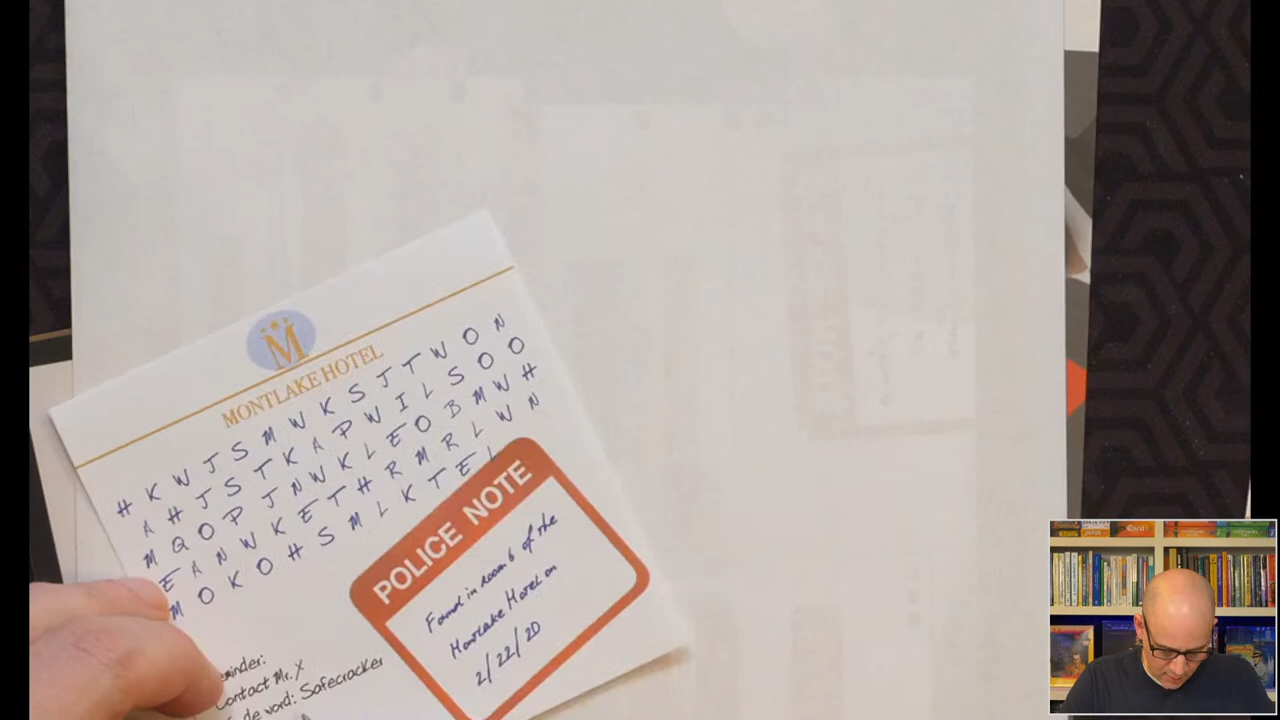 MONTLAKE HOTEL
H K W J S M W K S J T W O N
A H J S T K A P W I L S O O
M Q O P J N W K L E O B M W H
E A N W K E T H R M R L W N
M O K O H S M L K T E
POLICE NOTE
Found in room 6 of the
Montlake Hotel on
2/22/20
Contact Mr. X
word: Safecracker